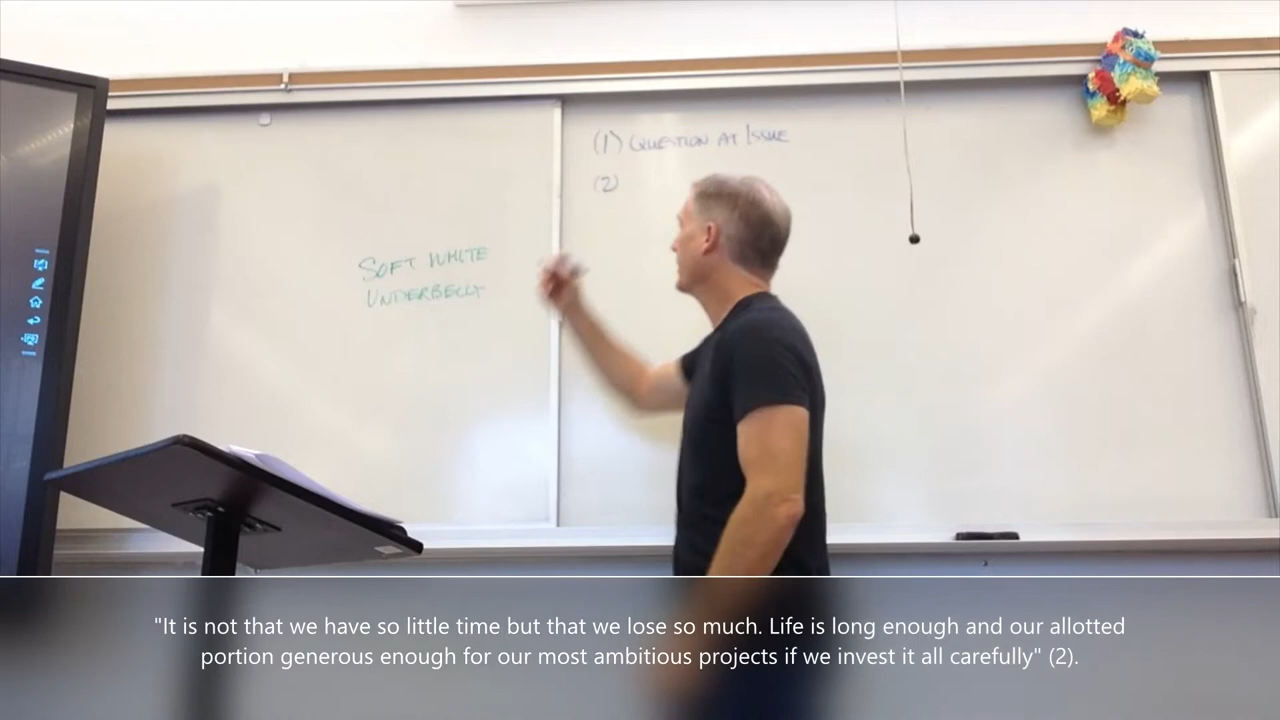 (1) QUESTION AT ISSUE
(2)
SOFT WHITE
UNDERBELLY
"It is not that we have so little time but that we lose so much. Life is long enough and our allotted
portion generous enough for our most ambitious projects if we invest it all carefully" (2).